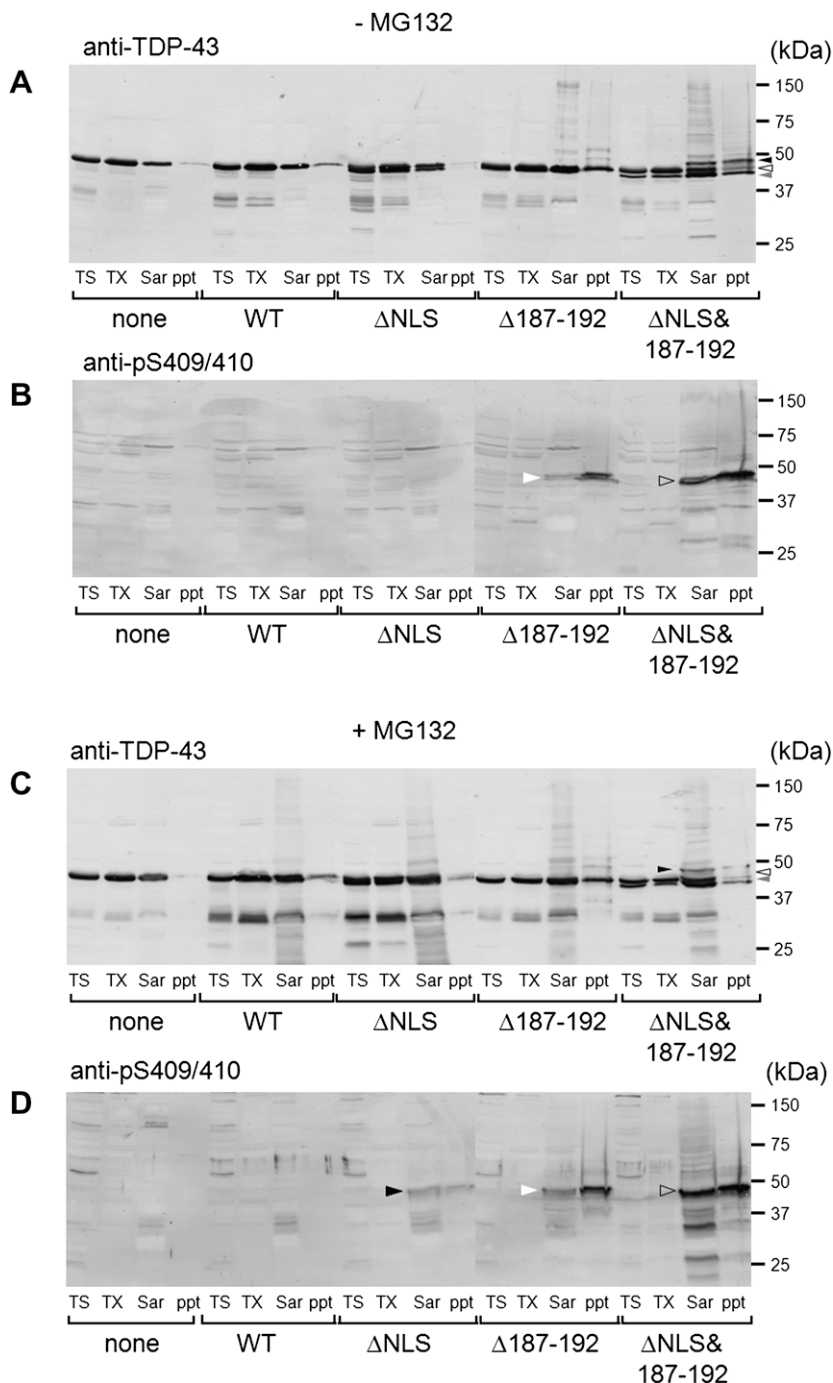 - MG132
anti-TDP-43 (kDa)
A
150
75
50
37
25
TS TX Sar ppt TS TX Sar ppt TS TX Sar ppt TS TX Sar ppt TS TX Sar ppt
none WT ΔNLS Δ187-192 ΔNLS&
187-192
anti-pS409/410
B
150
75
50
37
25
TS TX Sar ppt TS TX Sar ppt TS TX Sar ppt TS TX Sar ppt TS TX Sar ppt
none WT ΔNLS Δ187-192 ΔNLS&
187-192
+ MG132
anti-TDP-43 (kDa)
C
150
75
50
37
25
TS TX Sar ppt TS TX Sar ppt TS TX Sar ppt TS TX Sar ppt TS TX Sar ppt
none WT ΔNLS Δ187-192 ΔNLS&
187-192
anti-pS409/410 (kDa)
D
150
75
50
37
25
TS TX Sar ppt TS TX Sar ppt TS TX Sar ppt TS TX Sar ppt TS TX Sar ppt
none WT ΔNLS Δ187-192 ΔNLS&
187-192